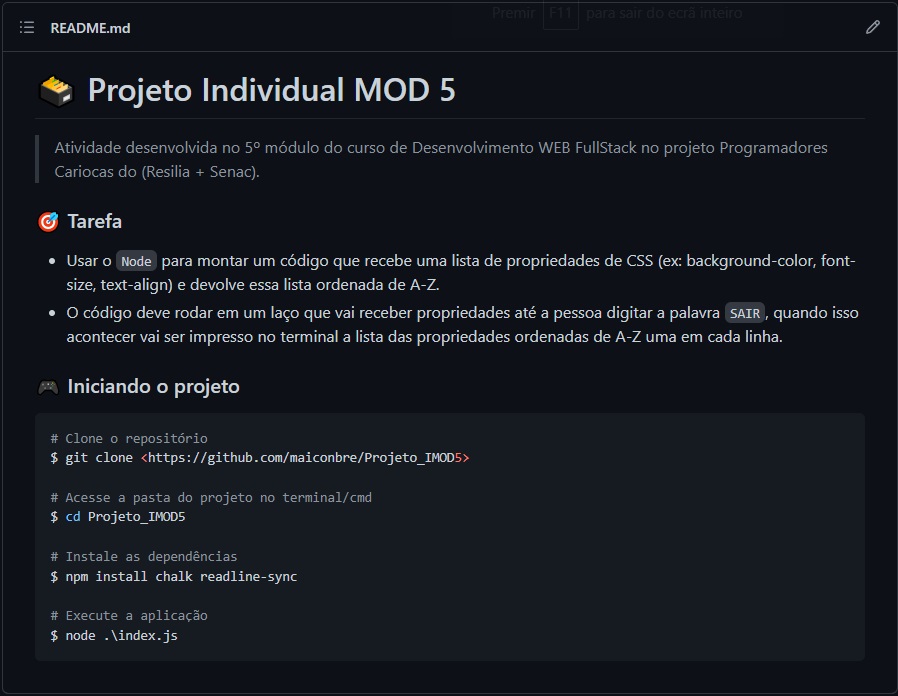 Premir F11 para sair do ecrã inteiro
README.md
Projeto Individual MOD 5
Atividade desenvolvida no 5º módulo do curso de Desenvolvimento WEB FullStack no projeto Programadores
Cariocas do (Resilia + Senac).
Tarefa
Usar o Node para montar um código que recebe uma lista de propriedades de CSS (ex: background-color, font-
size, text-align) e devolve essa lista ordenada de A-Z.
O código deve rodar em um laço que vai receber propriedades até a pessoa digitar a palavra SAIR, quando isso
acontecer vai ser impresso no terminal a lista das propriedades ordenadas de A-Z uma em cada linha.
Iniciando o projeto
# Clone o repositório
$ git clone <https://github.com/maiconbre/Projeto_IMOD5>
# Acesse a pasta do projeto no terminal/cmd
$ cd Projeto_IMOD5
# Instale as dependências
$ npm install chalk readline-sync
# Execute a aplicação
$ node .\index.js